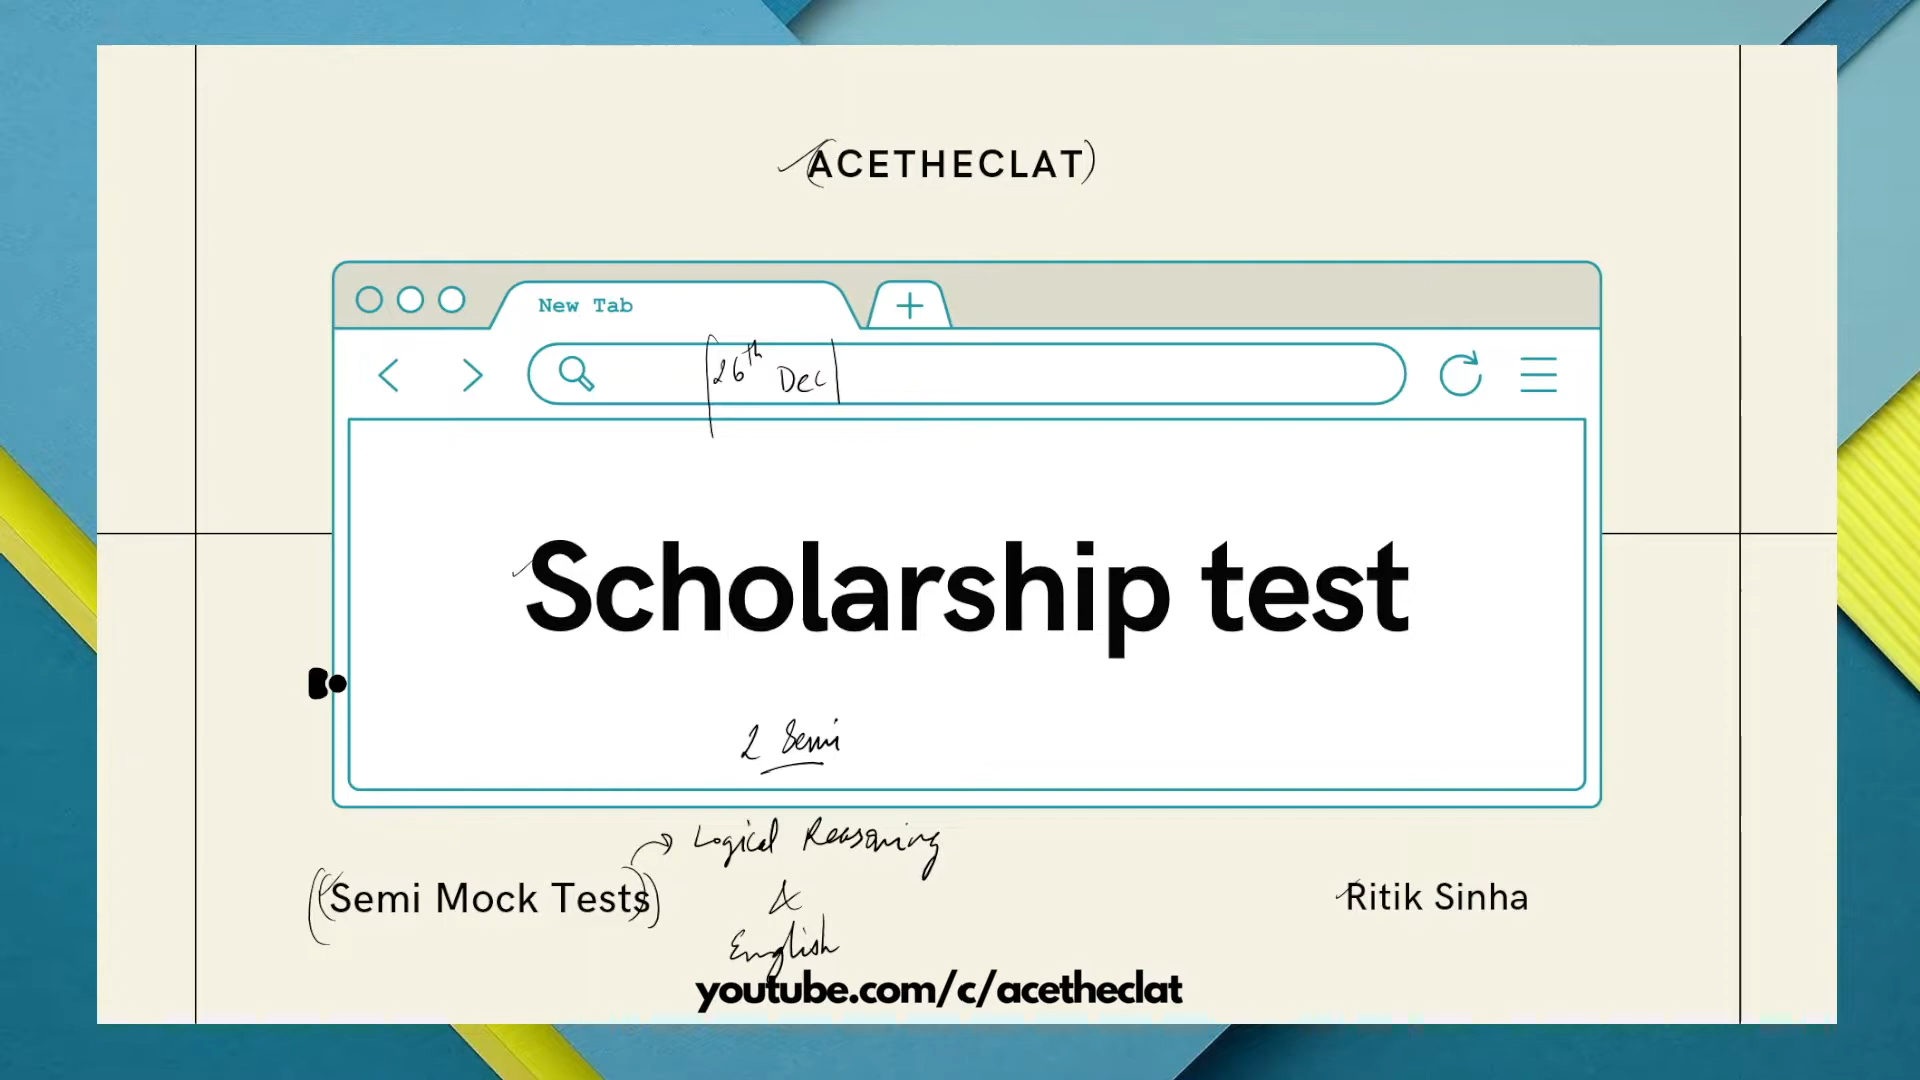 ACETHECLAT
New Tab
26th Dec
Scholarship test
2 Semi
Logical Reasoning
&
English
Semi Mock Tests
Ritik Sinha
youtube.com/c/acetheclat